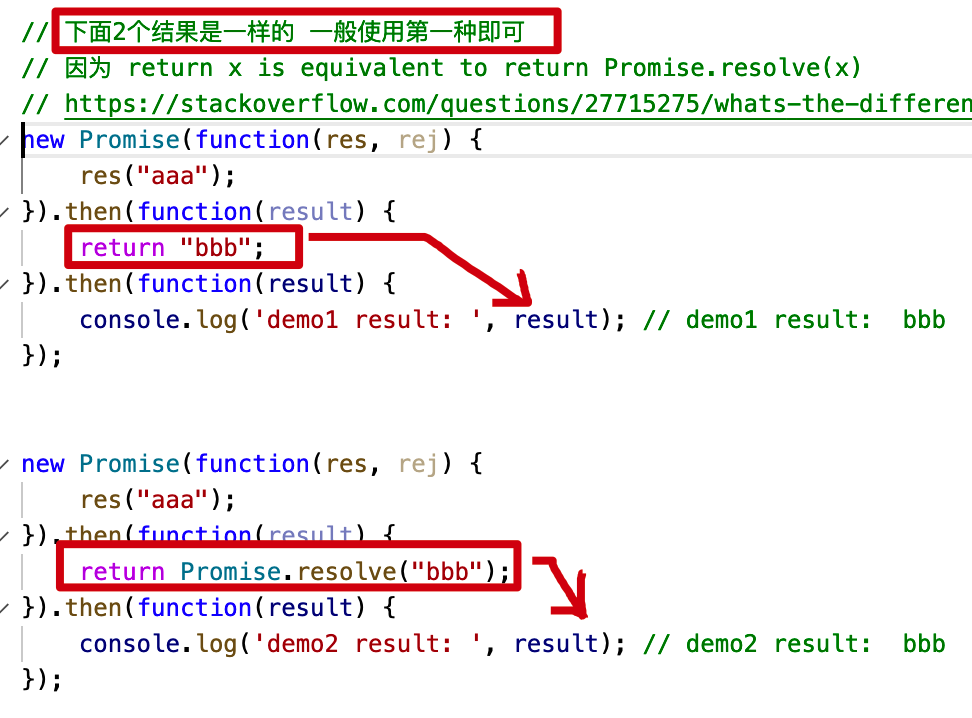 // 下面2个结果是一样的 一般使用第一种即可
// 因为 return x is equivalent to return Promise.resolve(x)
// https://stackoverflow.com/questions/27715275/whats-the-differen
new Promise(function(res, rej) {
    res("aaa");
}).then(function(result) {
    return "bbb";
}).then(function(result) {
    console.log('demo1 result: ', result); // demo1 result:  bbb
});
new Promise(function(res, rej) {
    res("aaa");
}).then(function(result) {
    return Promise.resolve("bbb");
}).then(function(result) {
    console.log('demo2 result: ', result); // demo2 result:  bbb
});